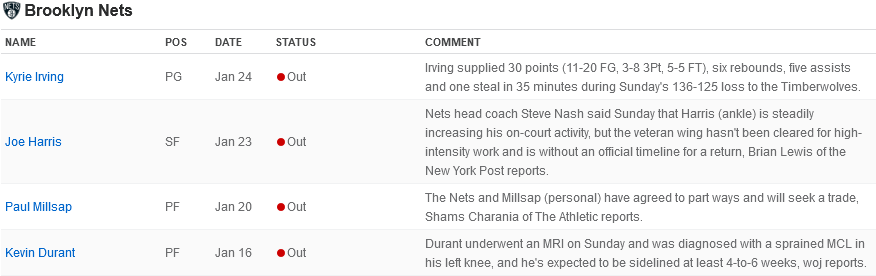 NETS
Brooklyn Nets
NAME POS DATE STATUS COMMENT
Kyrie Irving PG Jan 24 Out Irving supplied 30 points (11-20 FG, 3-8 3Pt, 5-5 FT), six rebounds, five assists
and one steal in 35 minutes during Sunday's 136-125 loss to the Timberwolves.
Joe Harris SF Jan 23 Out Nets head coach Steve Nash said Sunday that Harris (ankle) is steadily
increasing his on-court activity, but the veteran wing hasn't been cleared for high-
intensity work and is without an official timeline for a return, Brian Lewis of the
New York Post reports.
Paul Millsap PF Jan 20 Out The Nets and Millsap (personal) have agreed to part ways and will seek a trade,
Shams Charania of The Athletic reports.
Kevin Durant PF Jan 16 Out Durant underwent an MRI on Sunday and was diagnosed with a sprained MCL in
his left knee, and he's expected to be sidelined at least 4-to-6 weeks, woj reports.